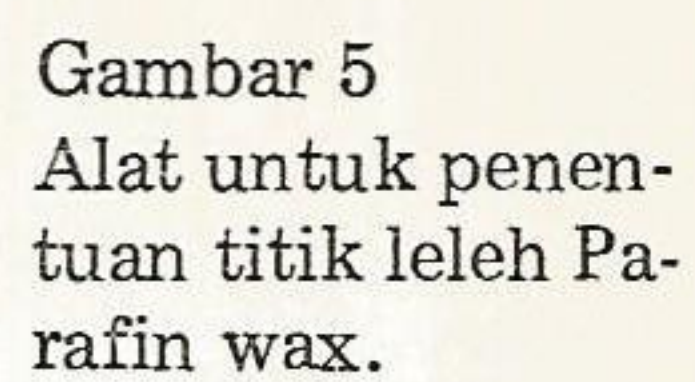 Gambar 5
Alat untuk penen-
tuan titik leleh Pa-
rafin wax.